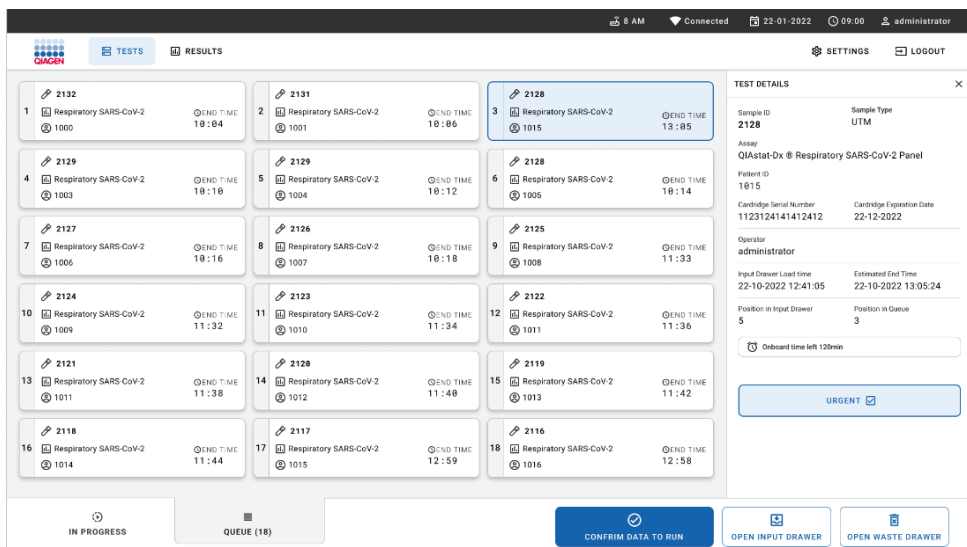 8 AM Connected 22-01-2022 09:00 administrator
QIAGEN TESTS RESULTS SETTINGS LOGOUT
1 2132 Respiratory SARS-CoV-2 1000 END TIME 10:04
2 2131 Respiratory SARS-CoV-2 1001 END TIME 10:06
3 2128 Respiratory SARS-CoV-2 1015 END TIME 13:05
4 2129 Respiratory SARS-CoV-2 1003 END TIME 10:10
5 2129 Respiratory SARS-CoV-2 1004 END TIME 10:12
6 2128 Respiratory SARS-CoV-2 1005 END TIME 10:14
7 2127 Respiratory SARS-CoV-2 1006 END TIME 10:16
8 2126 Respiratory SARS-CoV-2 1007 END TIME 10:18
9 2125 Respiratory SARS-CoV-2 1008 END TIME 11:33
10 2124 Respiratory SARS-CoV-2 1009 END TIME 11:32
11 2123 Respiratory SARS-CoV-2 1010 END TIME 11:34
12 2122 Respiratory SARS-CoV-2 1011 END TIME 11:36
13 2121 Respiratory SARS-CoV-2 1011 END TIME 11:38
14 2120 Respiratory SARS-CoV-2 1012 END TIME 11:40
15 2119 Respiratory SARS-CoV-2 1013 END TIME 11:42
16 2118 Respiratory SARS-CoV-2 1014 END TIME 11:44
17 2117 Respiratory SARS-CoV-2 1015 END TIME 12:59
18 2116 Respiratory SARS-CoV-2 1016 END TIME 12:58
TEST DETAILS
Sample ID Sample Type
2128 UTM
Assay
QIAstat-Dx ® Respiratory SARS-CoV-2 Panel
Patient ID
1015
Cardridge Serial Number Cardridge Expiration Date
1123124141412412 22-12-2022
Operator
administrator
Input Drawer Load time Estimated End Time
22-10-2022 12:41:05 22-10-2022 13:05:24
Position in Input Drawer Position in Queue
5 3
Onboard time left 120min
URGENT
IN PROGRESS QUEUE (18) CONFRIM DATA TO RUN OPEN INPUT DRAWER OPEN WASTE DRAWER